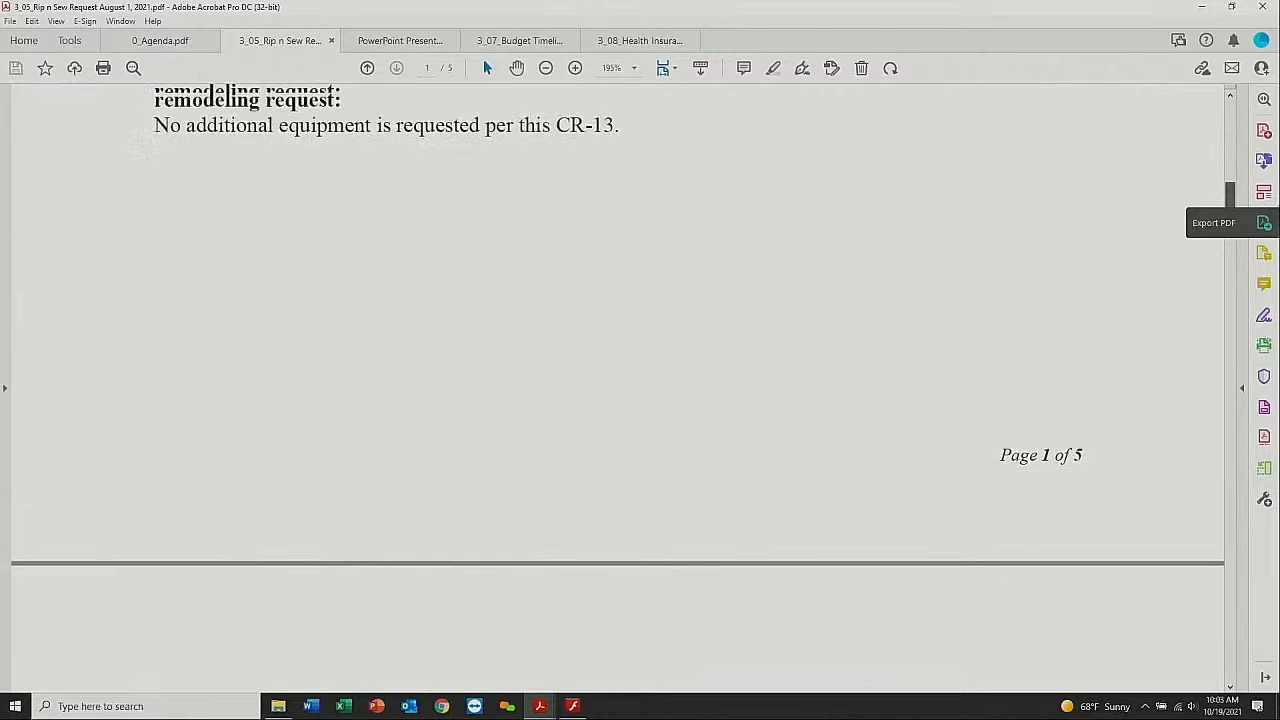 3_05_Rip n Sew Request August 1, 2021.pdf - Adobe Acrobat Pro DC (32-bit)
File Edit View E-Sign Window Help
Home Tools 0_Agenda.pdf 3_05_Rip n Sew Re... × PowerPoint Present... 3_07_Budget Timeli... 3_08_Health Insura...
1 / 5 195%
remodeling request:
No additional equipment is requested per this CR-13.
Export PDF
Page 1 of 5
Type here to search
68°F Sunny
10:03 AM
10/19/2021